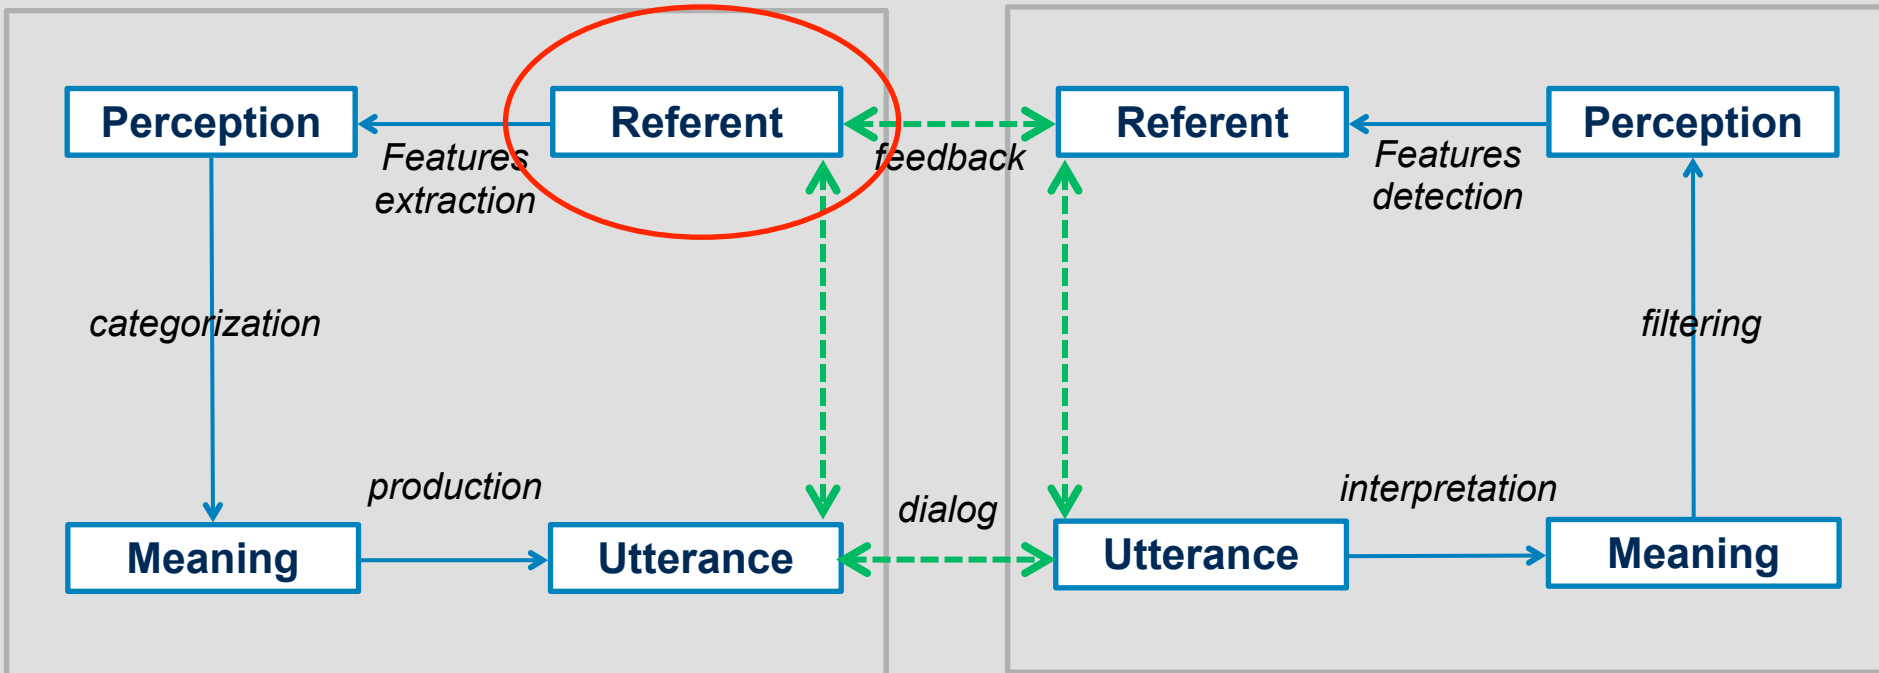 Perception
Referent
Referent
Perception
Features
extraction
feedback
Features
detection
categorization
filtering
production
dialog
interpretation
Meaning
Utterance
Utterance
Meaning